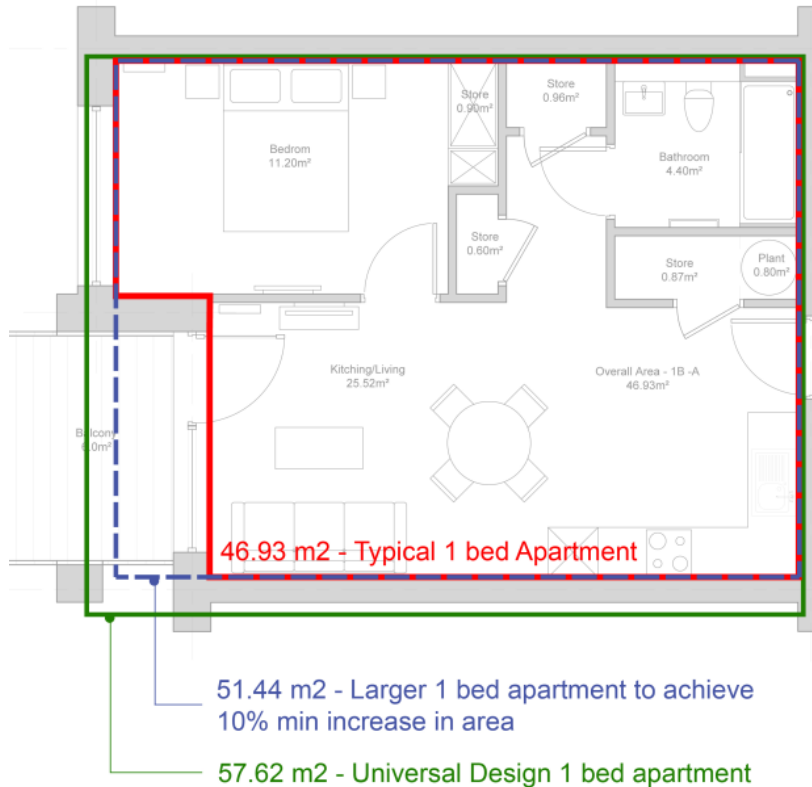 Store
0.90m²
Store
0.96m²
Bedrom
11.20m²
Bathroom
4.40m²
Store
0.60m²
Store
0.87m²
Plant
0.80m²
Kitching/Living
25.52m²
Overall Area - 1B -A
46.93m²
Balcony
6.0m²
46.93 m2 - Typical 1 bed Apartment
51.44 m2 - Larger 1 bed apartment to achieve
10% min increase in area
57.62 m2 - Universal Design 1 bed apartment